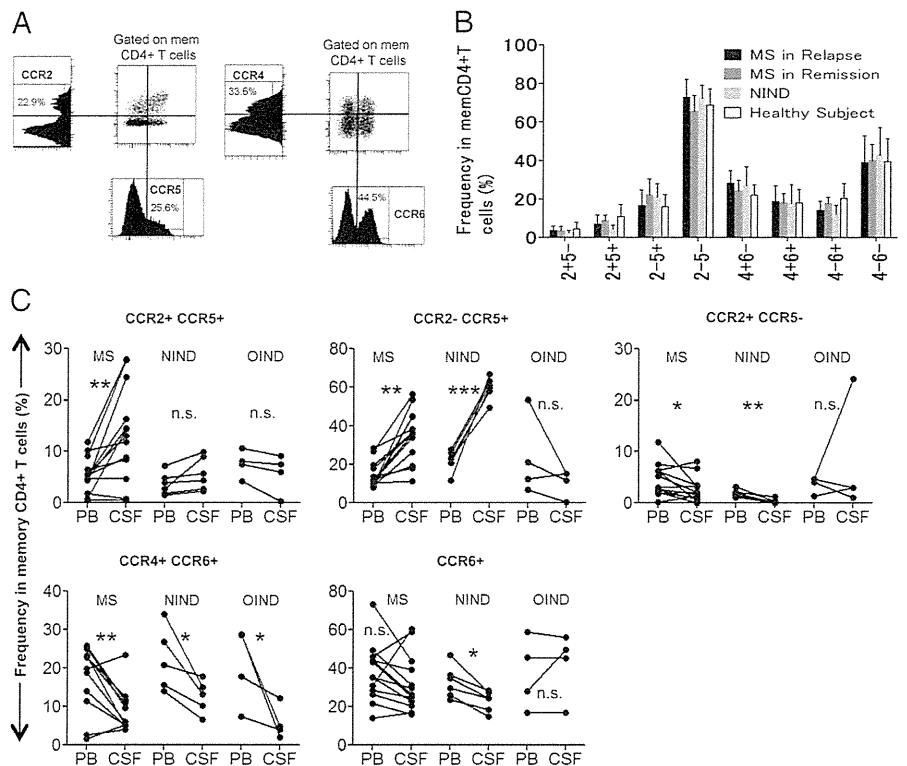 A
Gated on mem
CD4+ T cells
CCR2
22.9%
CCR5
25.6%
Gated on mem
CD4+ T cells
CCR4
33.6%
44.5%
CCR6
B
Frequency in memCD4+T
cells (%)
100
80
60
40
20
0
MS in Relapse
MS in Remission
NIND
Healthy Subject
2+5-
2+5+
2-5+
2-5-
4+6-
4+6+
4-6+
4-6-
C
Frequency in memory CD4+ T cells (%)
CCR2+ CCR5+
30
20
10
0
MS
NIND
OIND
**
n.s.
n.s.
PB CSF PB CSF PB CSF
CCR2- CCR5+
80
60
40
20
0
MS
NIND
OIND
**
***
n.s.
PB CSF PB CSF PB CSF
CCR2+ CCR5-
30
20
10
0
MS
NIND
OIND
*
**
n.s.
PB CSF PB CSF PB CSF
CCR4+ CCR6+
40
30
20
10
0
MS
NIND
OIND
**
*
*
PB CSF PB CSF PB CSF
CCR6+
80
60
40
20
0
MS
NIND
OIND
n.s.
*
n.s.
PB CSF PB CSF PB CSF